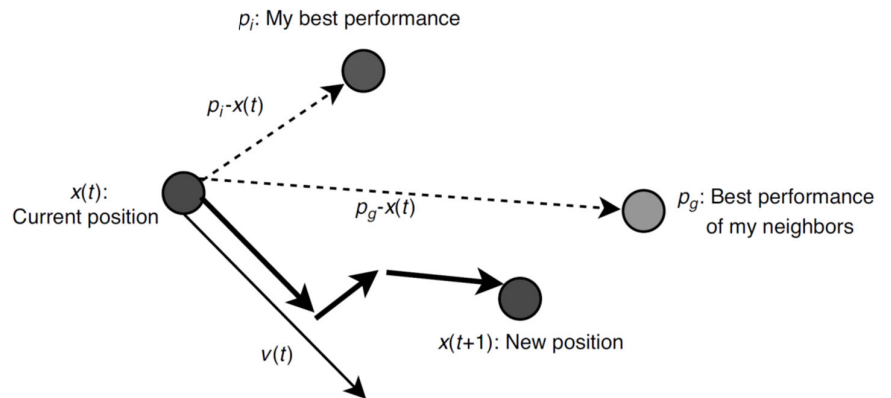 pi: My best performance
pi-x(t)
x(t):
Current position
pg-x(t)
pg: Best performance
of my neighbors
x(t+1): New position
v(t)